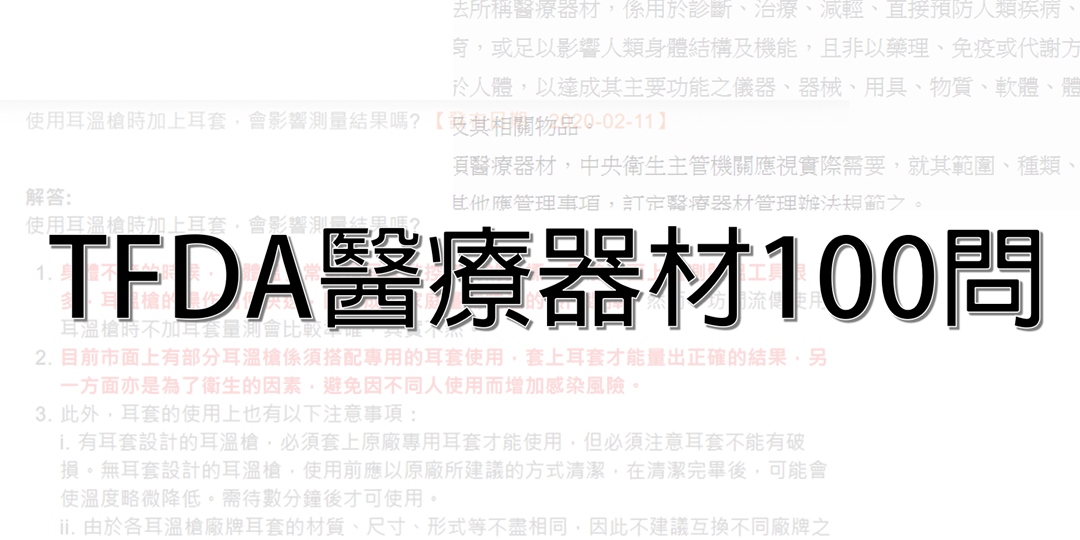 去所稱醫療器材，係用於診斷、治療、減輕、直接預防人類疾病、
育，或足以影響人類身體結構及機能，且非以藥理、免疫或代謝方
於人體，以達成其主要功能之儀器、器械、用具、物質、軟體、體
及其相關物品。
項醫療器材，中央衛生主管機關應視實際需要，就其範圍、種類、
其他應管理事項，訂定醫療器材管理辦法規範之。
使用耳溫槍時加上耳套，會影響測量結果嗎? 2020-02-11】
解答:
使用耳溫槍時加上耳套，會影響測量結果嗎?
TFDA醫療器材100問
1. 身體不
耳溫槍時不加耳套量測會比較準確，其實不然。
2. 目前市面上有部分耳溫槍係須搭配專用的耳套使用，套上耳套才能量出正確的結果，另
一方面亦是為了衛生的因素，避免因不同人使用而增加感染風險。
3. 此外，耳套的使用上也有以下注意事項：
i. 有耳套設計的耳溫槍，必須套上原廠專用耳套才能使用，但必須注意耳套不能有破
損。無耳套設計的耳溫槍，使用前應以原廠所建議的方式清潔，在清潔完畢後，可能會
使溫度略微降低。需待數分鐘後才可使用。
ii. 由於各耳溫槍廠牌耳套的材質、尺寸、形式等不盡相同，因此不建議互換不同廠牌之